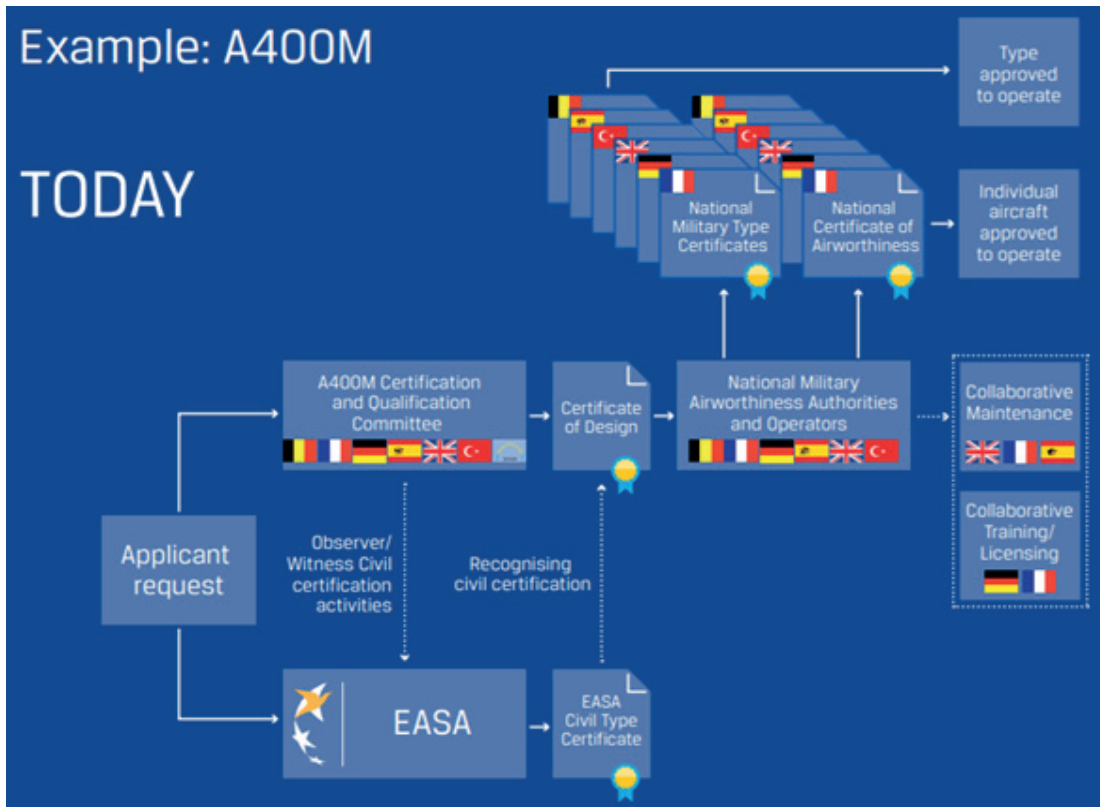 Example: A400M
TODAY
Type
approved
to operate
National
Military Type
Certificates
National
Certificate of
Airworthiness
Individual
aircraft
approved
to operate
A400M Certification
and Qualification
Committee
Certificate
of Design
National Military
Airworthiness Authorities
and Operators
Collaborative
Maintenance
Collaborative
Training/
Licensing
Applicant
request
Observer/
Witness Civil
certification
activities
Recognising
civil certification
EASA
EASA
Civil Type
Certificate